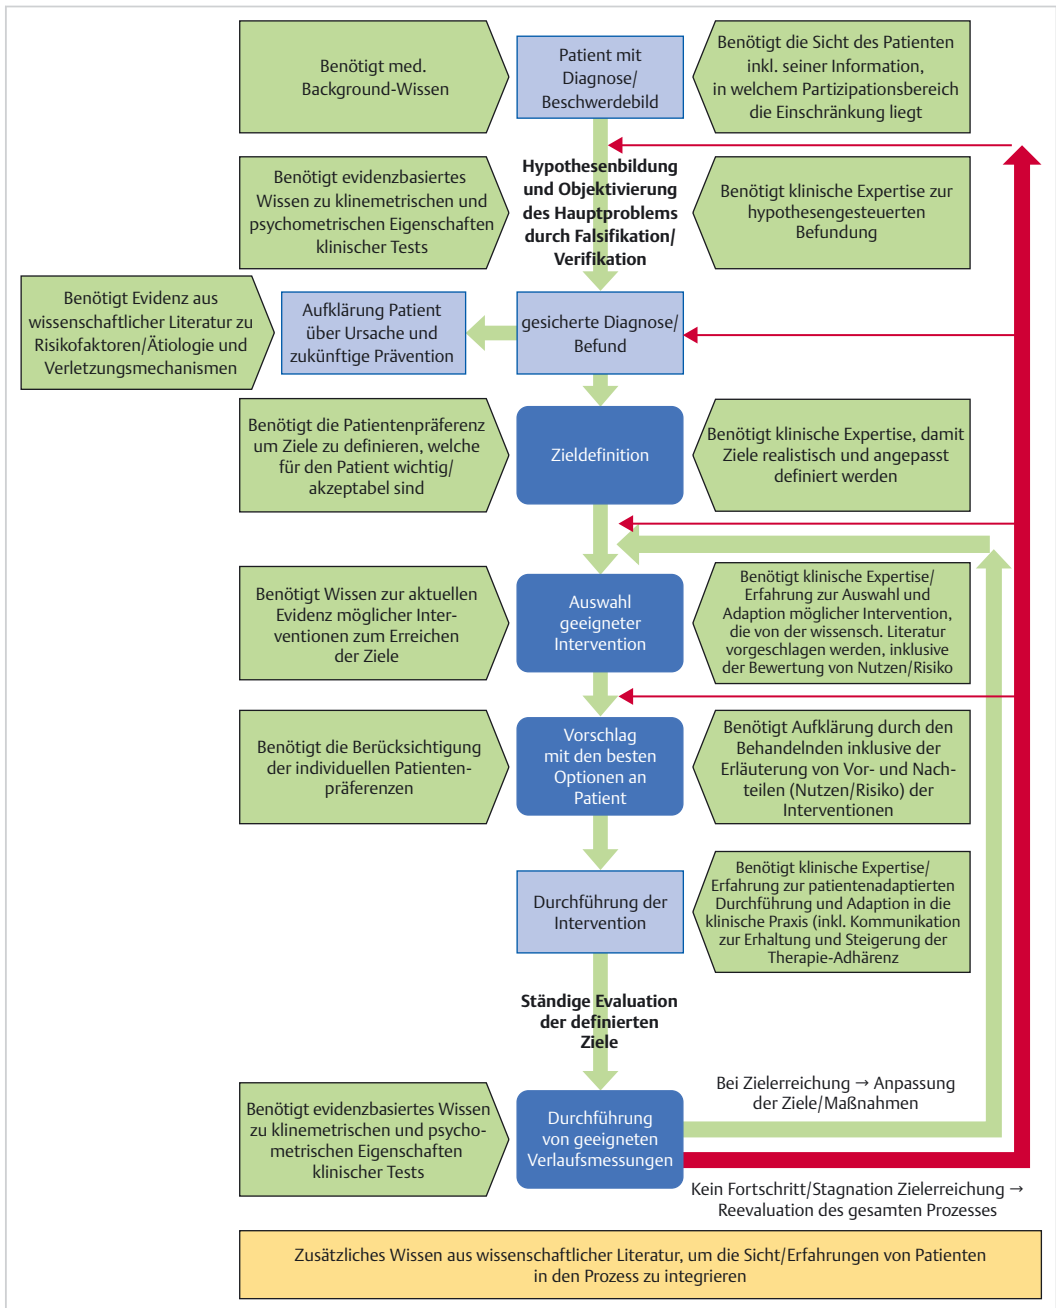 Benötigt med.
Background-Wissen
Patient mit
Diagnose/
Beschwerdebild
Benötigt die Sicht des Patienten
inkl. seiner Information,
in welchem Partizipationsbereich
die Einschränkung liegt
Benötigt evidenzbasiertes
Wissen zu klinemetrischen und
psychometrischen Eigenschaften
klinischer Tests
Hypothesenbildung
und Objektivierung
des Hauptproblems
durch Falsifikation/
Verifikation
Benötigt klinische Expertise zur
hypothesengesteuerten
Befundung
Benötigt Evidenz aus
wissenschaftlicher Literatur zu
Risikofaktoren/Ätiologie und
Verletzungsmechanismen
Aufklärung Patient
über Ursache und
zukünftige Prävention
gesicherte Diagnose/
Befund
Benötigt die Patientenpräferenz
um Ziele zu definieren, welche
für den Patient wichtig/
akzeptabel sind
Zieldefinition
Benötigt klinische Expertise, damit
Ziele realistisch und angepasst
definiert werden
Benötigt Wissen zur aktuellen
Evidenz möglicher Inter-
ventionen zum Erreichen
der Ziele
Auswahl
geeigneter
Intervention
Benötigt klinische Expertise/
Erfahrung zur Auswahl und
Adaption möglicher Intervention,
die von der wissensch. Literatur
vorgeschlagen werden, inklusive
der Bewertung von Nutzen/Risiko
Benötigt die Berücksichtigung
der individuellen Patienten-
präferenzen
Vorschlag
mit den besten
Optionen an
Patient
Benötigt Aufklärung durch den
Behandelnden inklusive der
Erläuterung von Vor- und Nach-
teilen (Nutzen/Risiko) der
Interventionen
Durchführung der
Intervention
Benötigt klinische Expertise/
Erfahrung zur patientenadaptierten
Durchführung und Adaption in die
klinische Praxis (inkl. Kommunikation
zur Erhaltung und Steigerung der
Therapie-Adhärenz
Ständige Evaluation
der definierten
Ziele
Benötigt evidenzbasiertes Wissen
zu klinemetrischen und psycho-
metrischen Eigenschaften
klinischer Tests
Durchführung
von geeigneten
Verlaufsmessungen
Bei Zielerreichung → Anpassung
der Ziele/Maßnahmen
Kein Fortschritt/Stagnation Zielerreichung →
Reevaluation des gesamten Prozesses
Zusätzliches Wissen aus wissenschaftlicher Literatur, um die Sicht/Erfahrungen von Patienten
in den Prozess zu integrieren